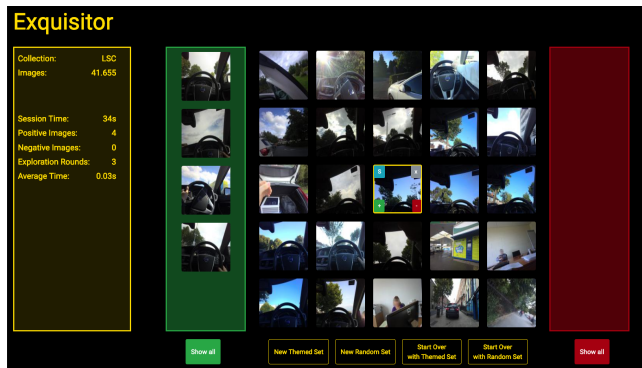 Exquisitor
Collection: LSC
Images: 41.655
Session Time: 34s
Positive Images: 4
Negative Images: 0
Exploration Rounds: 3
Average Time: 0.03s
S
+ -
Show all
New Themed Set
New Random Set
Start Over
with Themed Set
Start Over
with Random Set
Show all